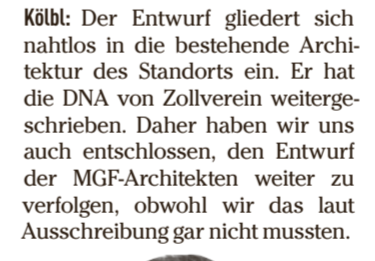 Kölbl: Der Entwurf gliedert sich
nahtlos in die bestehende Archi-
tektur des Standorts ein. Er hat
die DNA von Zollverein weiterge-
schrieben. Daher haben wir uns
auch entschlossen, den Entwurf
der MGF-Architekten weiter zu
verfolgen, obwohl wir das laut
Ausschreibung gar nicht mussten.